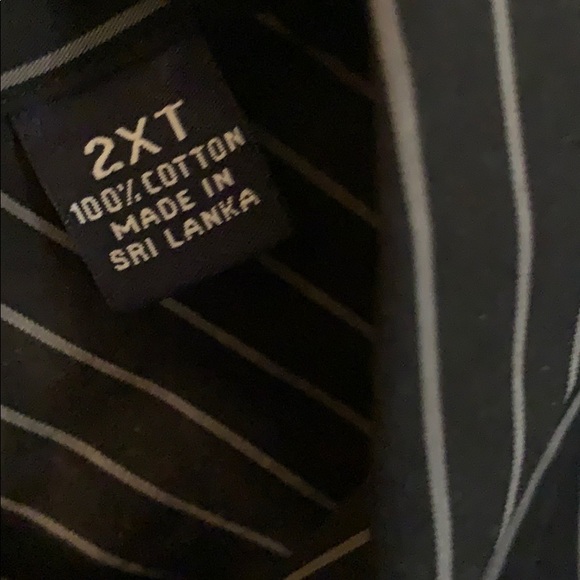 2XT
100% COTTON
MADE IN
SRI LANKA